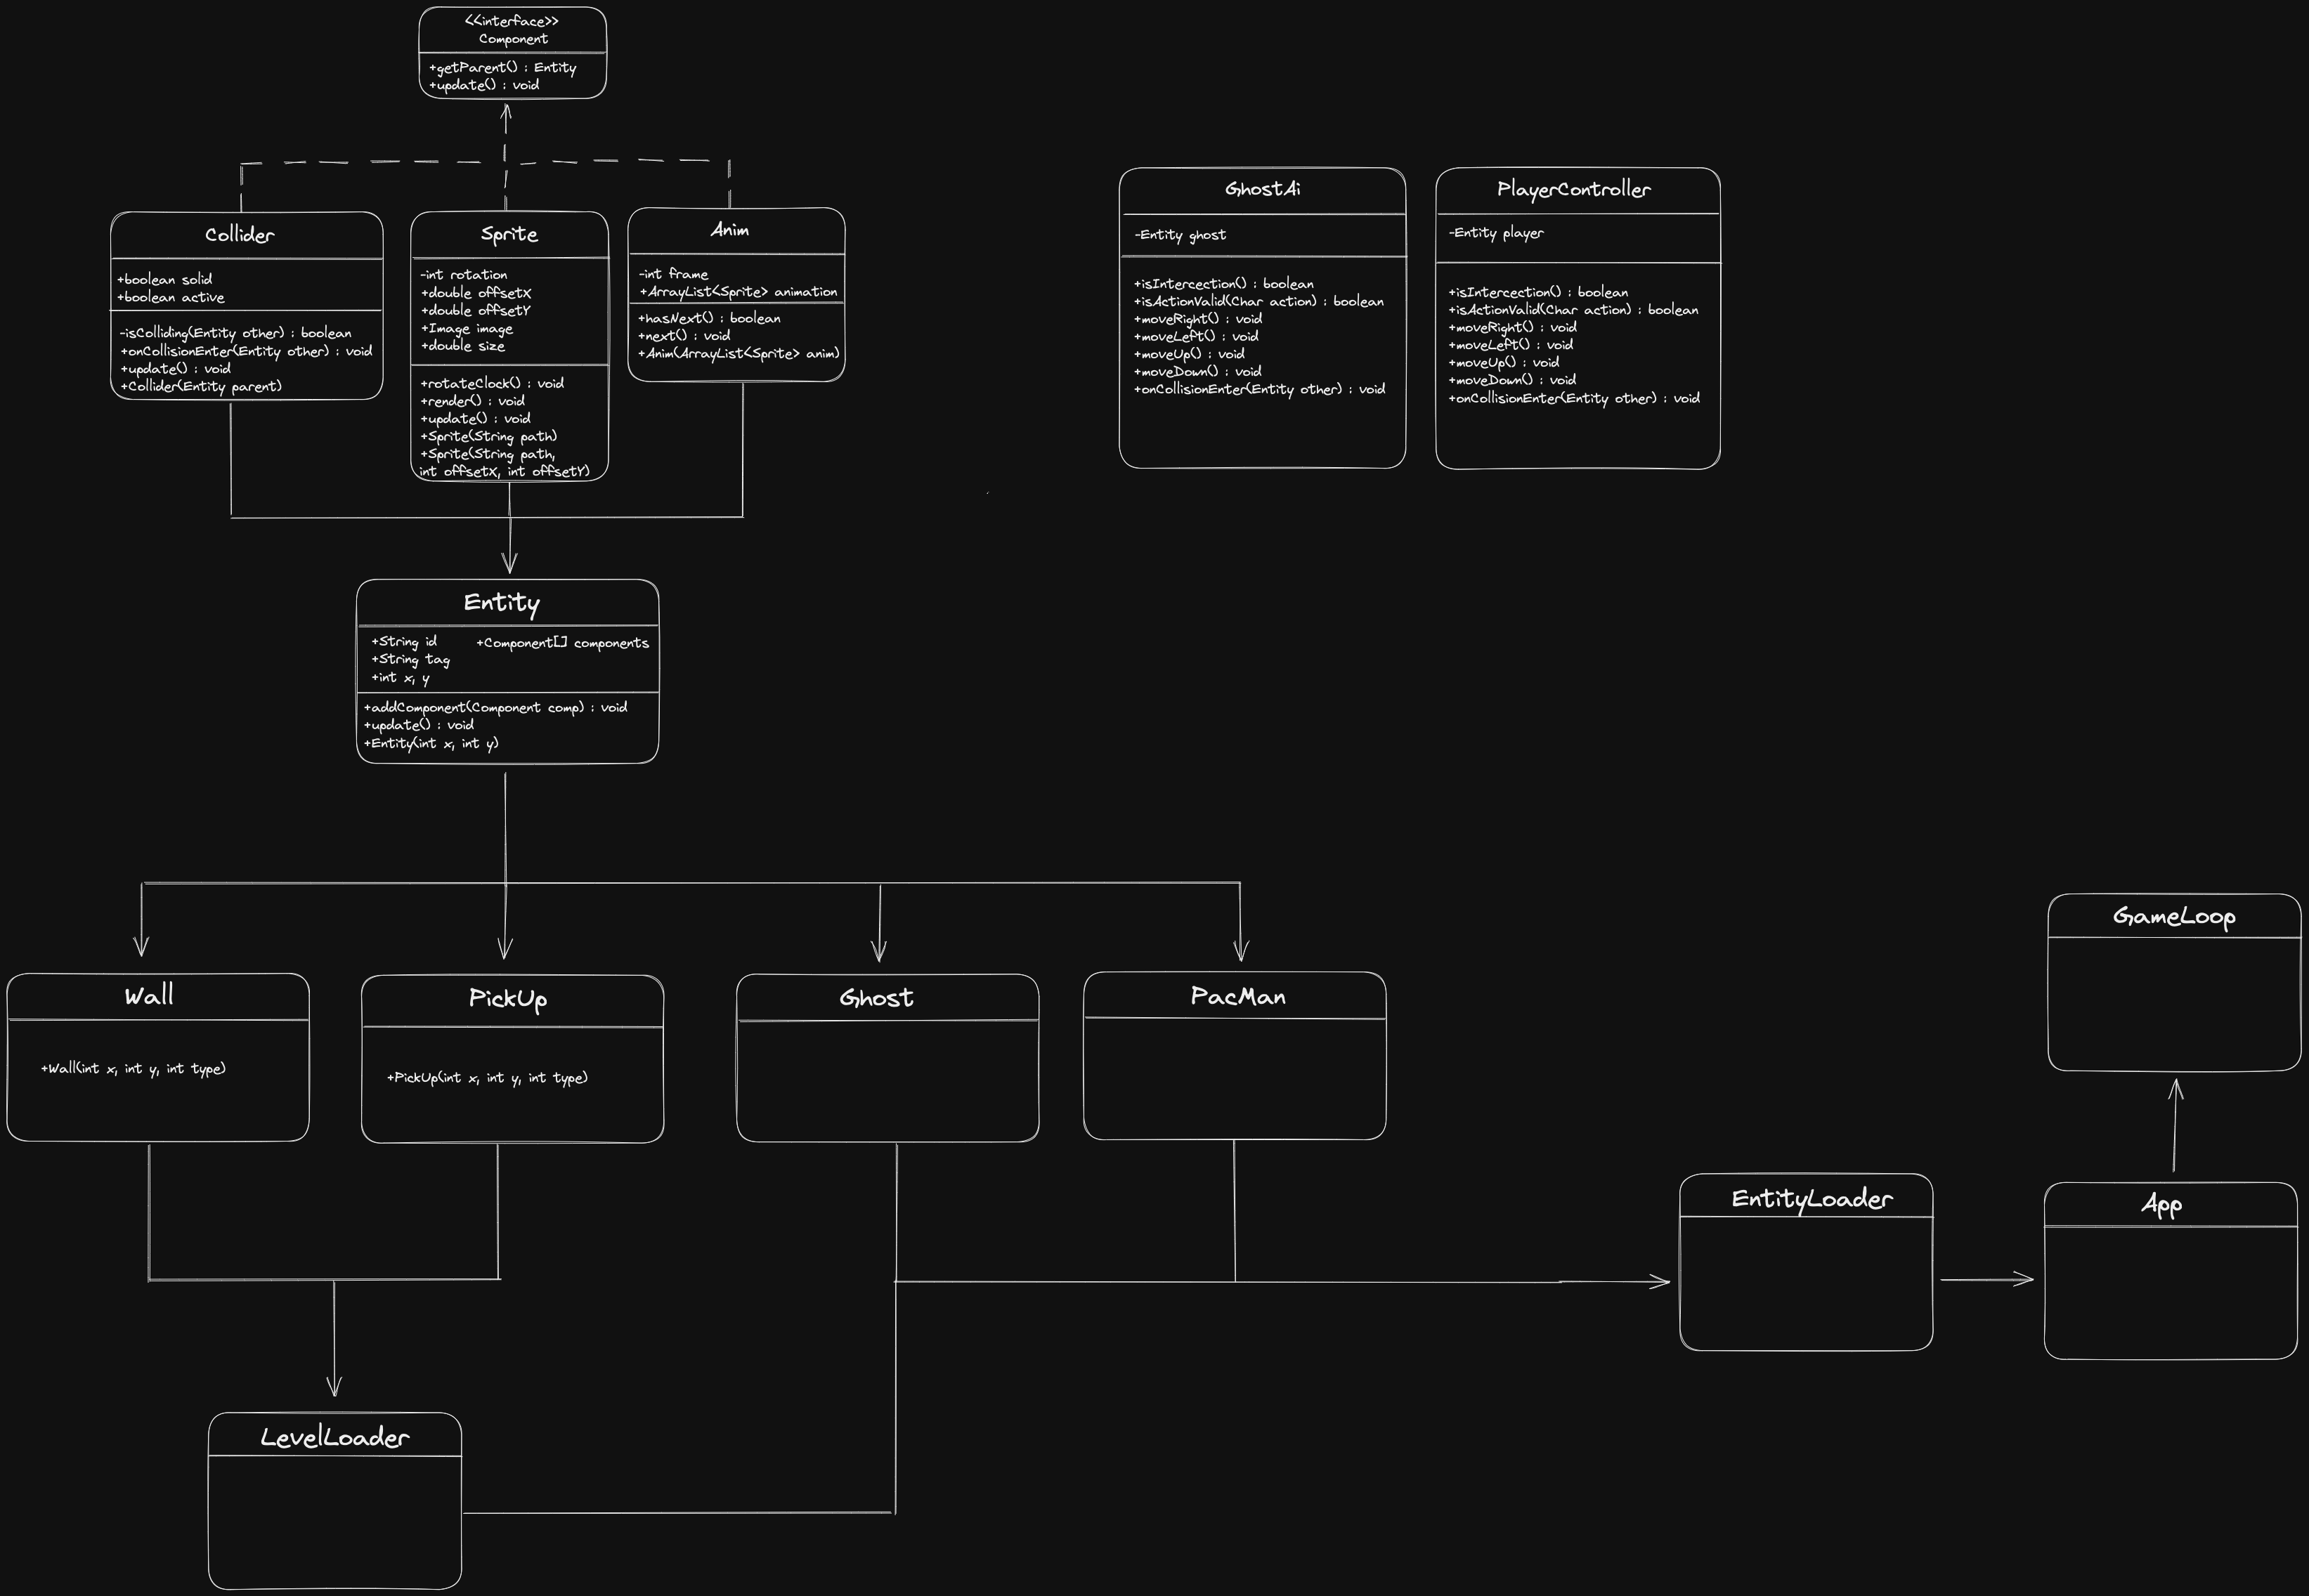 <<interface>>
Component
+getParent() : Entity
+update() : void
Collider
+boolean solid
+boolean active
-isColliding(Entity other) : boolean
+onCollisionEnter(Entity other) : void
+update() : void
+Collider(Entity parent)
Sprite
-int rotation
+double offsetX
+double offsetY
+Image image
+double size
+rotateClock() : void
+render() : void
+update() : void
+Sprite(String path)
+Sprite(String path,
int offsetX, int offsetY)
Anim
-int frame
+ArrayList<Sprite> animation
+hasNext() : boolean
+next() : void
+Anim(ArrayList<Sprite> anim)
GhostAi
-Entity ghost
+isIntercection() : boolean
+isActionValid(Char action) : boolean
+moveRight() : void
+moveLeft() : void
+moveUp() : void
+moveDown() : void
+onCollisionEnter(Entity other) : void
PlayerController
-Entity player
+isIntercection() : boolean
+isActionValid(Char action) : boolean
+moveRight() : void
+moveLeft() : void
+moveUp() : void
+moveDown() : void
+onCollisionEnter(Entity other) : void
Entity
+String id
+String tag
+int x, y
+Component[] components
+addComponent(Component comp) : void
+update() : void
+Entity(int x, int y)
Wall
+Wall(int x, int y, int type)
PickUp
+PickUp(int x, int y, int type)
Ghost
PacMan
GameLoop
EntityLoader
App
LevelLoader